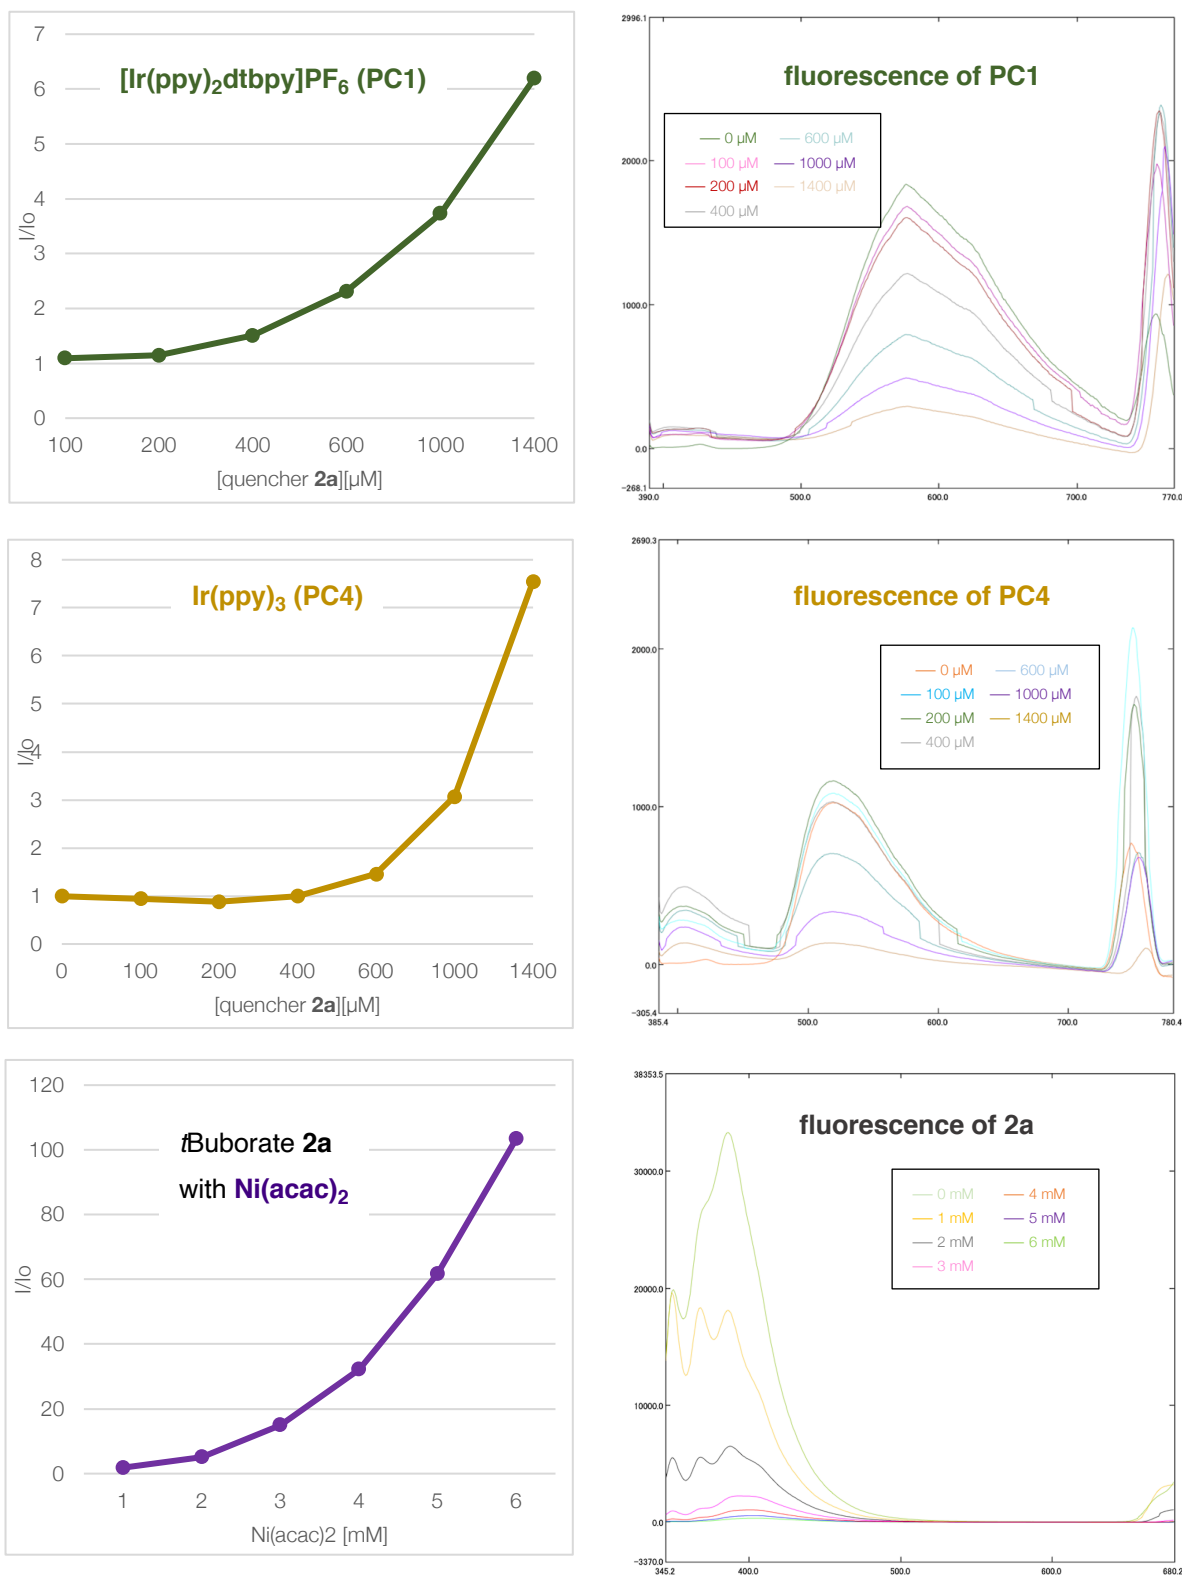 7
6
5
4
3
2
1
0
I/Io
[Ir(ppy)2dtbpy]PF6 (PC1)
100 200 400 600 1000 1400
[quencher 2a][µM]
2996.1
2000.0
1000.0
0.0
−268.1
390.0 500.0 600.0 700.0 770.0
fluorescence of PC1
0 µM 600 µM
100 µM 1000 µM
200 µM 1400 µM
400 µM
8
7
6
5
4
3
2
1
0
I/Io
Ir(ppy)3 (PC4)
0 100 200 400 600 1000 1400
[quencher 2a][µM]
2690.3
2000.0
1000.0
0.0
−305.4
385.4 500.0 600.0 700.0 780.4
fluorescence of PC4
0 µM 600 µM
100 µM 1000 µM
200 µM 1400 µM
400 µM
120
100
80
60
40
20
0
I/Io
tBuborate 2a
with Ni(acac)2
1 2 3 4 5 6
Ni(acac)2 [mM]
38353.5
30000.0
20000.0
10000.0
0.0
−3370.0
345.2 400.0 500.0 600.0 680.2
fluorescence of 2a
0 mM 4 mM
1 mM 5 mM
2 mM 6 mM
3 mM